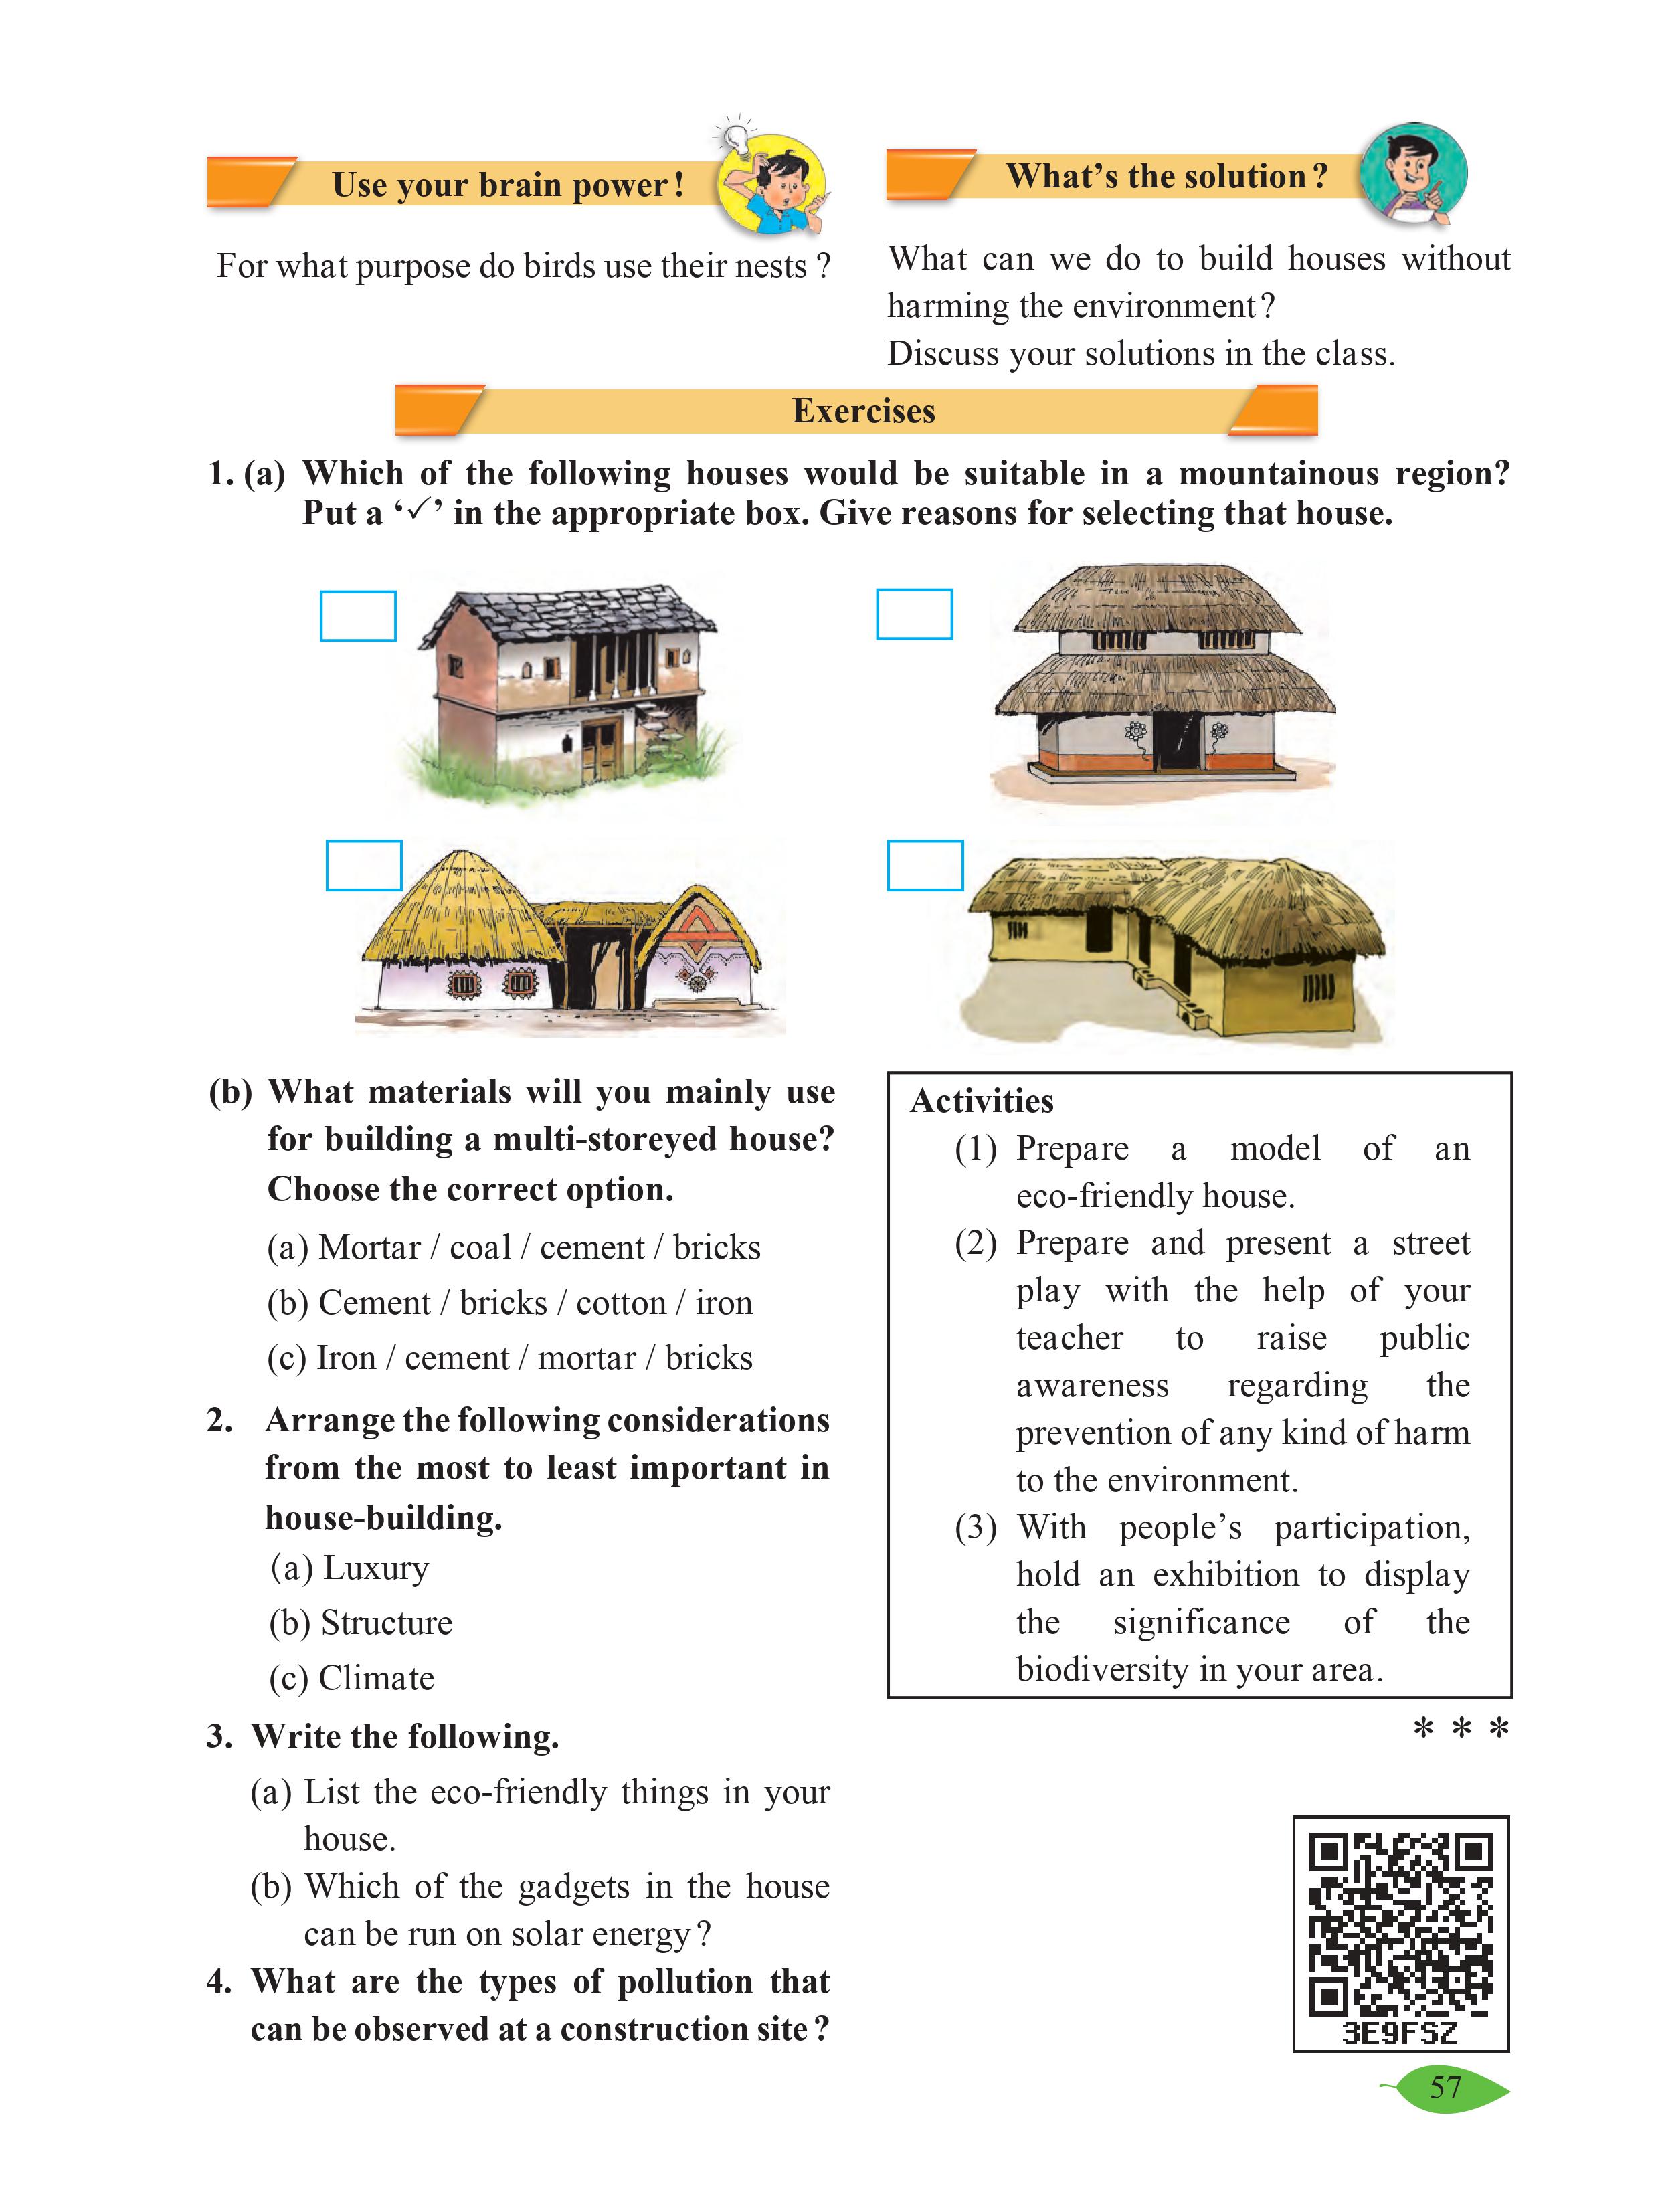 Use your brain power!
For what purpose do birds use their nests ?
What's the solution?
What can we do to build houses without
harming the environment?
Discuss your solutions in the class.
Exercises
1. (a) Which of the following houses would be suitable in a mountainous region?
Put a ‘✓’ in the appropriate box. Give reasons for selecting that house.
(b) What materials will you mainly use
for building a multi-storeyed house?
Choose the correct option.
(a) Mortar / coal / cement / bricks
(b) Cement / bricks / cotton / iron
(c) Iron / cement / mortar / bricks
2. Arrange the following considerations
from the most to least important in
house-building.
(a) Luxury
(b) Structure
(c) Climate
3. Write the following.
(a) List the eco-friendly things in your
house.
(b) Which of the gadgets in the house
can be run on solar energy?
4. What are the types of pollution that
can be observed at a construction site?
Activities
(1) Prepare a model of an
eco-friendly house.
(2) Prepare and present a street
play with the help of your
teacher to raise public
awareness regarding the
prevention of any kind of harm
to the environment.
(3) With people's participation,
hold an exhibition to display
the significance of the
biodiversity in your area.
* * *
3E9FSZ
57